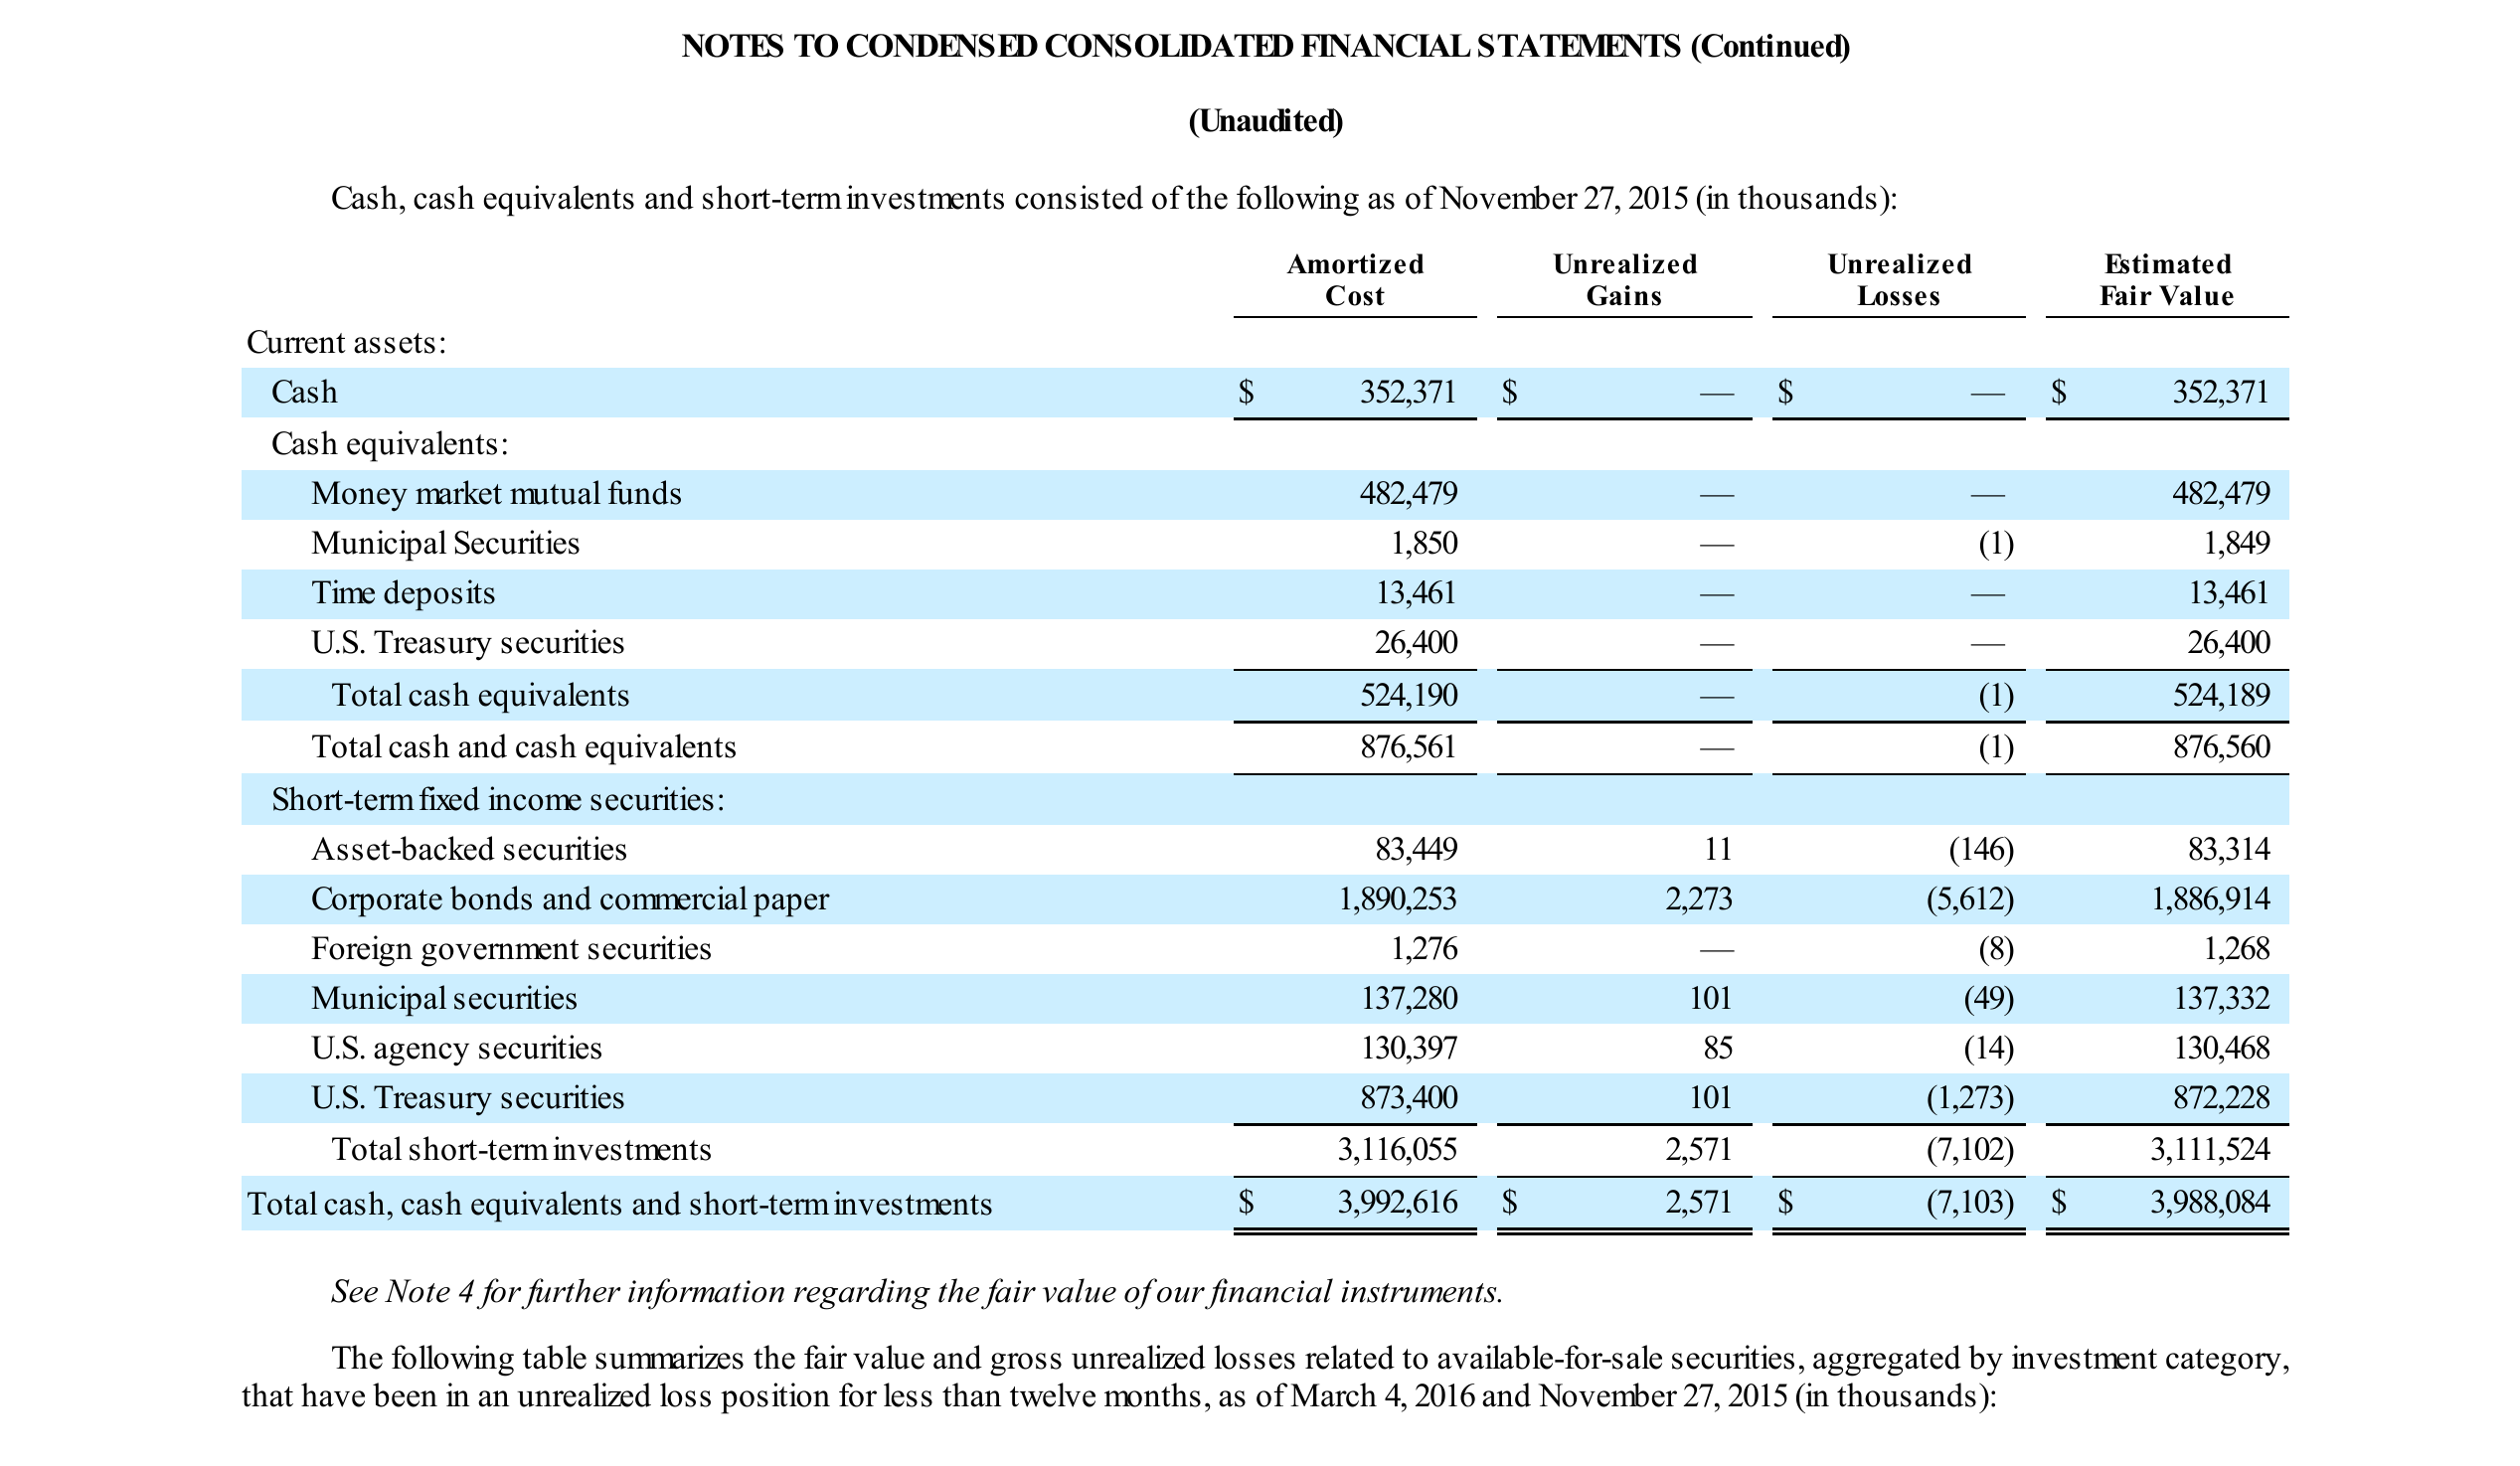 NOTES TO CONDENSED CONSOLIDATED FINANCIAL STATEMENTS (Continued)
(Unaudited)
Cash, cash equivalents and short-term investments consisted of the following as of November 27, 2015 (in thousands):
Amortized Cost Unrealized Gains Unrealized Losses Estimated Fair Value
Current assets:
Cash $ 352,371 $ — $ — $ 352,371
Cash equivalents:
Money market mutual funds 482,479 — — 482,479
Municipal Securities 1,850 — (1) 1,849
Time deposits 13,461 — — 13,461
U.S. Treasury securities 26,400 — — 26,400
Total cash equivalents 524,190 — (1) 524,189
Total cash and cash equivalents 876,561 — (1) 876,560
Short-term fixed income securities:
Asset-backed securities 83,449 11 (146) 83,314
Corporate bonds and commercial paper 1,890,253 2,273 (5,612) 1,886,914
Foreign government securities 1,276 — (8) 1,268
Municipal securities 137,280 101 (49) 137,332
U.S. agency securities 130,397 85 (14) 130,468
U.S. Treasury securities 873,400 101 (1,273) 872,228
Total short-term investments 3,116,055 2,571 (7,102) 3,111,524
Total cash, cash equivalents and short-term investments $ 3,992,616 $ 2,571 $ (7,103) $ 3,988,084
See Note 4 for further information regarding the fair value of our financial instruments.
The following table summarizes the fair value and gross unrealized losses related to available-for-sale securities, aggregated by investment category,
that have been in an unrealized loss position for less than twelve months, as of March 4, 2016 and November 27, 2015 (in thousands):